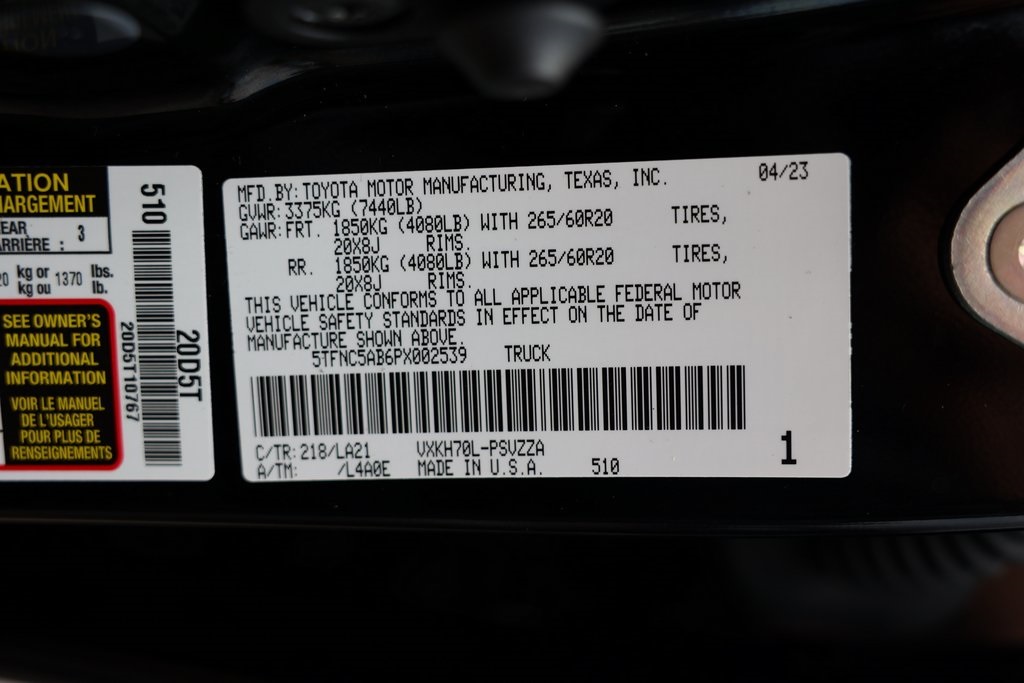 ATION
HARGEMENT
EAR
ARRIÈRE : 3
20 kg or kg ou 1370 lbs. lb.
SEE OWNER'S
MANUAL FOR
ADDITIONAL
INFORMATION
VOIR LE MANUEL
DE L'USAGER
POUR PLUS DE
RENSEIGNEMENTS
510
20D5T10767
20D5T
MFD. BY: TOYOTA MOTOR MANUFACTURING, TEXAS, INC. 04/23
GVWR: 3375KG (7440LB)
GAWR: FRT. 1850KG (4080LB) WITH 265/60R20 TIRES,
20X8J RIMS.
RR. 1850KG (4080LB) WITH 265/60R20 TIRES,
20X8J RIMS.
THIS VEHICLE CONFORMS TO ALL APPLICABLE FEDERAL MOTOR
VEHICLE SAFETY STANDARDS IN EFFECT ON THE DATE OF
MANUFACTURE SHOWN ABOVE.
5TFNC5AB6PX002539 TRUCK
C/TR: 218/LA21 VXKH70L-PSVZZA
A/TM: /L4A0E MADE IN U.S.A. 510
1